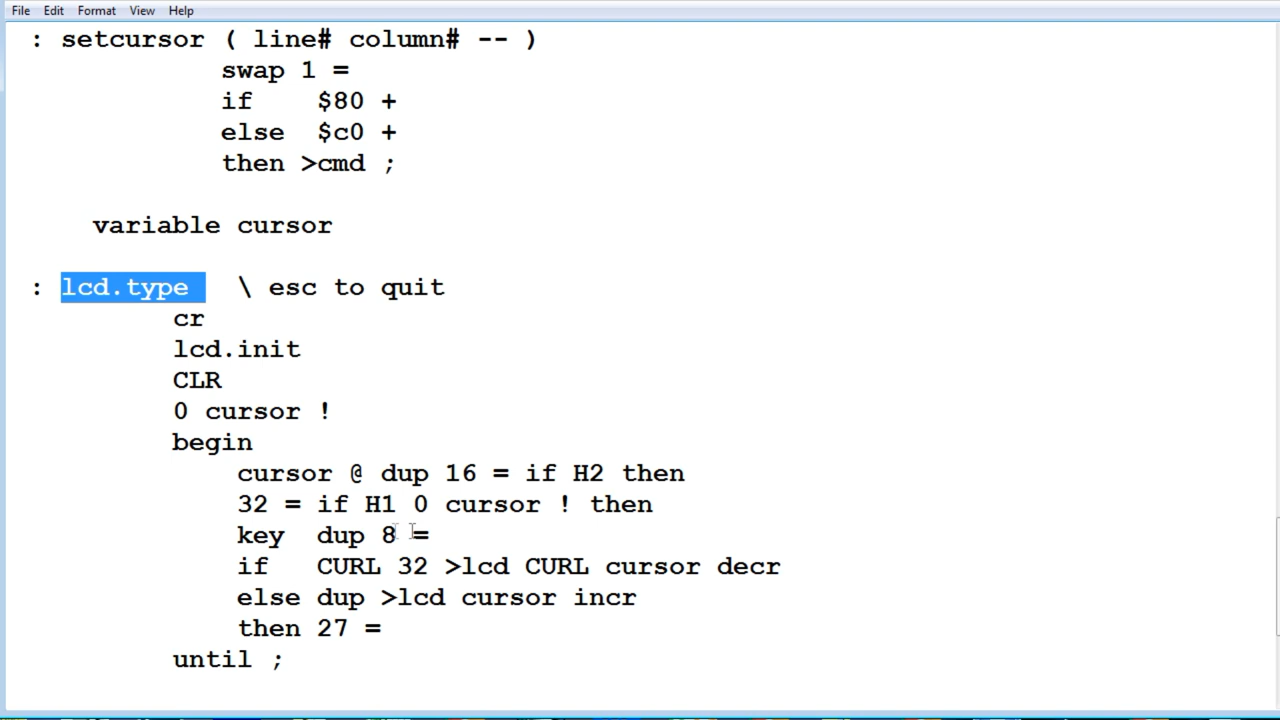 File Edit Format View Help
: setcursor ( line# column# -- )
swap 1 =
if $80 +
else $c0 +
then >cmd ;
variable cursor
: lcd.type \ esc to quit
cr
lcd.init
CLR
0 cursor !
begin
cursor @ dup 16 = if H2 then
32 = if H1 0 cursor ! then
key dup 8 =
if CURL 32 >lcd CURL cursor decr
else dup >lcd cursor incr
then 27 =
until ;